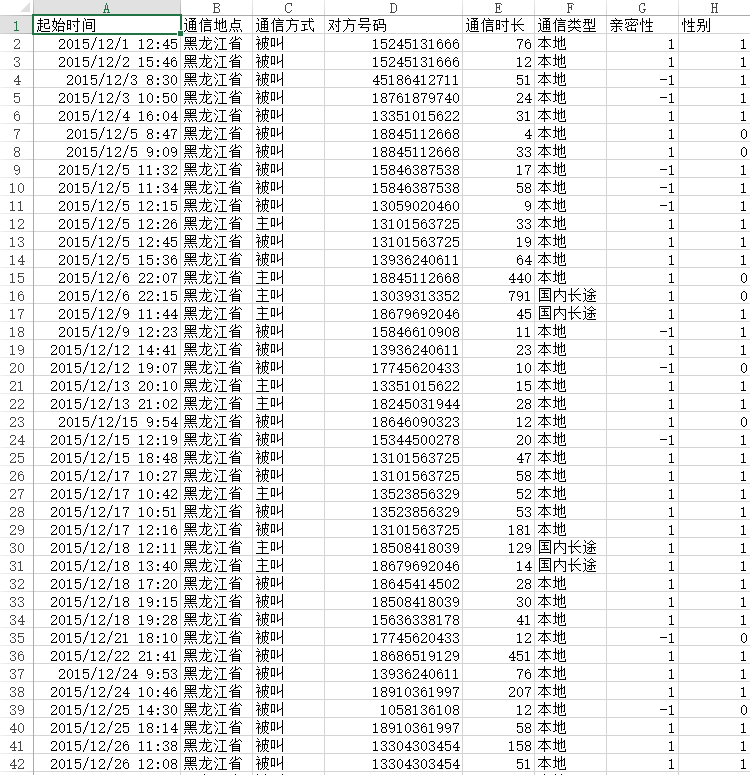 A B C D E F G H
1 起始时间 通信地点 通信方式 对方号码 通信时长 通信类型 亲密性 性别
2 2015/12/1 12:45 黑龙江省 被叫 15245131666 76 本地 1 1
3 2015/12/2 15:46 黑龙江省 被叫 15245131666 12 本地 1 1
4 2015/12/3 8:30 黑龙江省 被叫 45186412711 51 本地 -1 1
5 2015/12/3 10:50 黑龙江省 被叫 18761879740 24 本地 -1 1
6 2015/12/4 16:04 黑龙江省 被叫 13351015622 31 本地 1 1
7 2015/12/5 8:47 黑龙江省 被叫 18845112668 4 本地 1 0
8 2015/12/5 9:09 黑龙江省 被叫 18845112668 33 本地 1 0
9 2015/12/5 11:32 黑龙江省 被叫 15846387538 17 本地 -1 1
10 2015/12/5 11:34 黑龙江省 被叫 15846387538 58 本地 -1 1
11 2015/12/5 12:15 黑龙江省 被叫 13059020460 9 本地 -1 1
12 2015/12/5 12:26 黑龙江省 主叫 13101563725 33 本地 1 1
13 2015/12/5 12:45 黑龙江省 被叫 13101563725 19 本地 1 1
14 2015/12/5 15:36 黑龙江省 被叫 13936240611 64 本地 1 1
15 2015/12/6 22:07 黑龙江省 主叫 18845112668 440 本地 1 0
16 2015/12/6 22:15 黑龙江省 主叫 13039313352 791 国内长途 1 0
17 2015/12/9 11:44 黑龙江省 主叫 18679692046 45 国内长途 1 1
18 2015/12/9 12:23 黑龙江省 被叫 15846610908 11 本地 -1 1
19 2015/12/12 14:41 黑龙江省 被叫 13936240611 23 本地 1 1
20 2015/12/12 19:07 黑龙江省 被叫 17745620433 10 本地 -1 0
21 2015/12/13 20:10 黑龙江省 主叫 13351015622 15 本地 1 1
22 2015/12/13 21:02 黑龙江省 主叫 18245031944 28 本地 1 1
23 2015/12/15 9:54 黑龙江省 被叫 18646090323 12 本地 1 0
24 2015/12/15 12:19 黑龙江省 被叫 15344500278 20 本地 -1 1
25 2015/12/15 18:48 黑龙江省 被叫 13101563725 47 本地 1 1
26 2015/12/17 10:27 黑龙江省 被叫 13101563725 58 本地 1 1
27 2015/12/17 10:42 黑龙江省 主叫 13523856329 52 本地 1 1
28 2015/12/17 10:51 黑龙江省 被叫 13523856329 53 本地 1 1
29 2015/12/17 12:16 黑龙江省 被叫 13101563725 181 本地 1 1
30 2015/12/18 12:11 黑龙江省 主叫 18508418039 129 国内长途 1 1
31 2015/12/18 13:40 黑龙江省 主叫 18679692046 14 国内长途 1 1
32 2015/12/18 17:20 黑龙江省 被叫 18645414502 28 本地 1 1
33 2015/12/18 19:15 黑龙江省 被叫 18508418039 30 本地 1 1
34 2015/12/18 19:28 黑龙江省 被叫 15636338178 41 本地 1 1
35 2015/12/21 18:10 黑龙江省 被叫 17745620433 12 本地 -1 0
36 2015/12/22 21:41 黑龙江省 被叫 18686519129 451 本地 1 1
37 2015/12/24 9:53 黑龙江省 被叫 13936240611 76 本地 1 1
38 2015/12/24 10:46 黑龙江省 被叫 18910361997 207 本地 1 1
39 2015/12/25 14:30 黑龙江省 被叫 1058136108 12 本地 -1 0
40 2015/12/25 18:14 黑龙江省 被叫 18910361997 58 本地 1 1
41 2015/12/26 11:38 黑龙江省 被叫 13304303454 158 本地 1 1
42 2015/12/26 12:08 黑龙江省 被叫 13304303454 51 本地 1 1